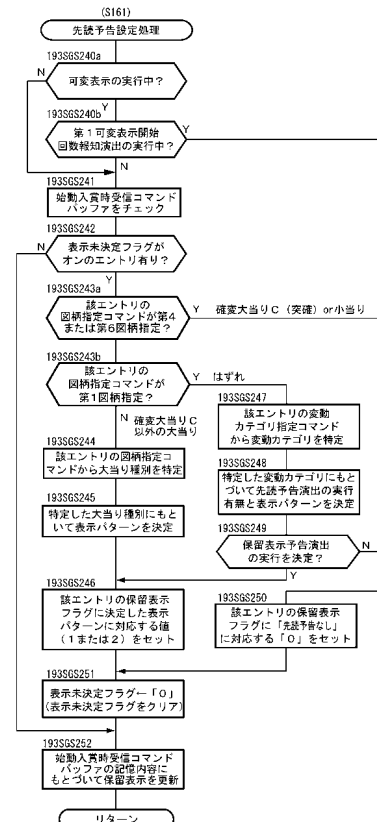 (S161)
先読予告設定処理
193SGS240a
N
可変表示の実行中？
Y
193SGS240b
第１可変表示開始
回数報知演出の実行中？
Y
N
193SGS241
始動入賞時受信コマンド
バッファをチェック
193SGS242
N
表示未決定フラグが
オンのエントリ有り？
Y
193SGS243a
該エントリの
図柄指定コマンドが第４
または第６図柄指定？
Y 確変大当りＣ（突確）or小当り
193SGS243b
該エントリの
図柄指定コマンドが
第１図柄指定？
Y はずれ
N 確変大当りＣ
以外の大当り
193SGS244
該エントリの図柄指定コ
マンドから大当り種別を特定
193SGS245
特定した大当り種別にもと
いて表示パターンを決定
193SGS247
該エントリの変動
カテゴリ指定コマンド
から変動カテゴリを特定
193SGS248
特定した変動カテゴリにもと
づいて先読予告演出の実行
有無と表示パターンを決定
193SGS249
保留表示予告演出
の実行を決定？
N
Y
193SGS246
該エントリの保留表示
フラグに決定した表示
パターンに対応する値
（１または２）をセット
193SGS250
該エントリの保留表示
フラグに「先読予告なし」
に対応する「０」をセット
193SGS251
表示未決定フラグ←「０」
(表示未決定フラグをクリア)
193SGS252
始動入賞時受信コマンド
バッファの記憶内容に
もとづいて保留表示を更新
リターン